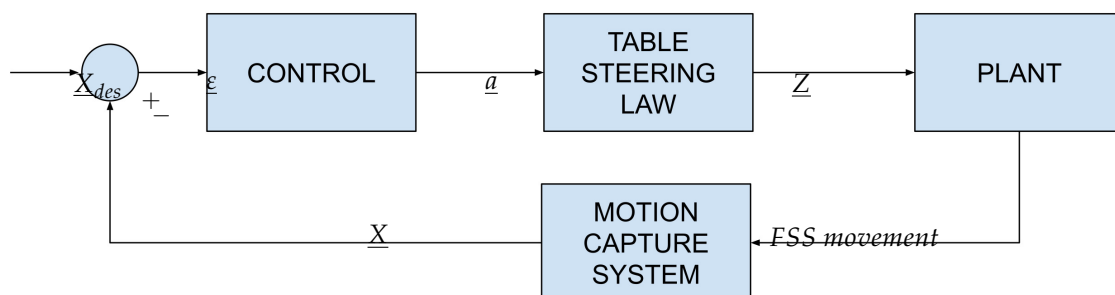 X_des
+
−
ε
CONTROL
a
TABLE
STEERING
LAW
Z
PLANT
X
MOTION
CAPTURE
SYSTEM
FSS movement